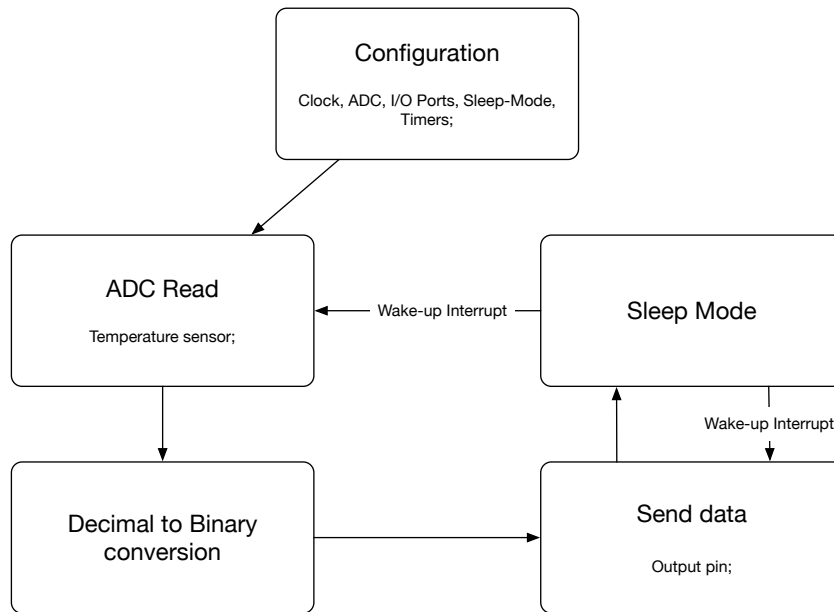 Configuration
Clock, ADC, I/O Ports, Sleep-Mode,
Timers;
ADC Read
Temperature sensor;
Wake-up Interrupt
Sleep Mode
Wake-up Interrupt
Decimal to Binary
conversion
Send data
Output pin;